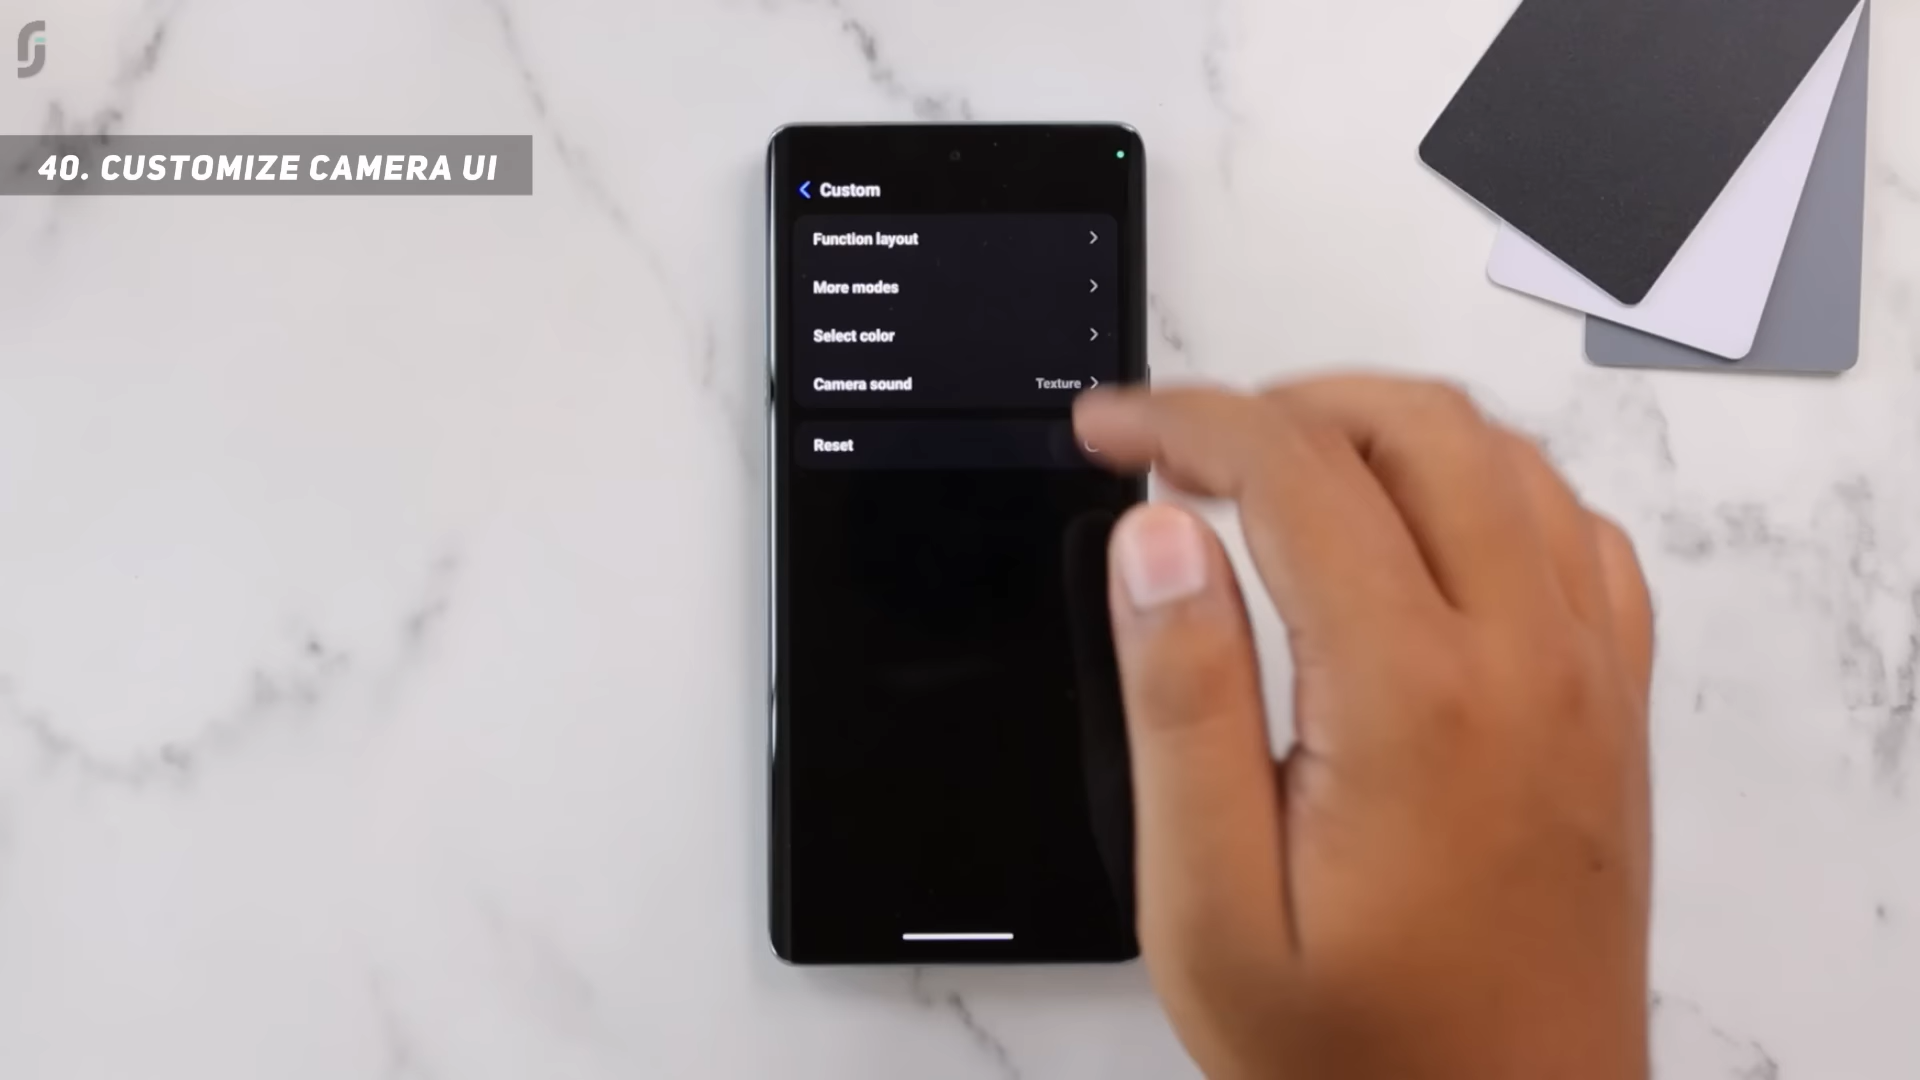 40. CUSTOMIZE CAMERA UI
Custom
Function layout
More modes
Select color
Camera sound Texture
Reset